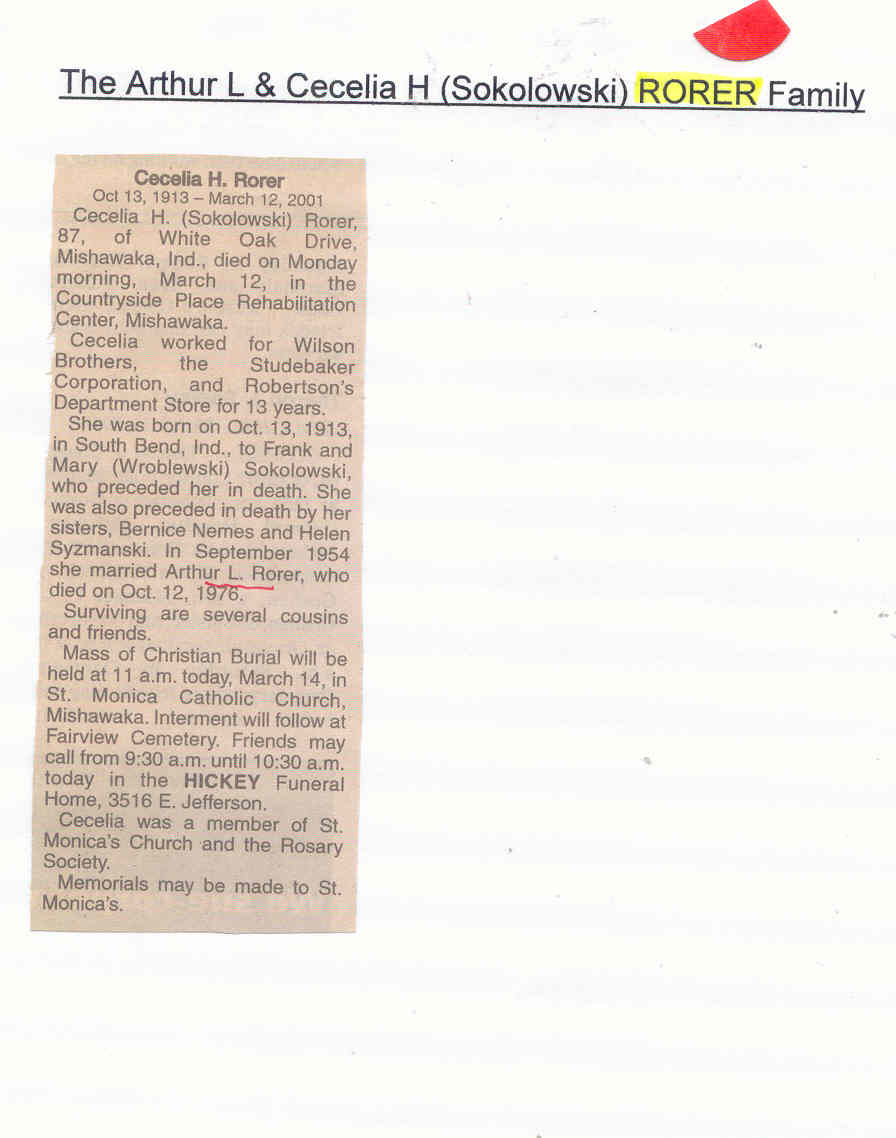 The Arthur L & Cecelia H (Sokolowski) RORER Family
Cecelia H. Rorer
Oct 13, 1913 – March 12, 2001
Cecelia H. (Sokolowski) Rorer,
87, of White Oak Drive,
Mishawaka, Ind., died on Monday
morning, March 12, in the
Countryside Place Rehabilitation
Center, Mishawaka.
Cecelia worked for Wilson
Brothers, the Studebaker
Corporation, and Robertson's
Department Store for 13 years.
She was born on Oct. 13, 1913,
in South Bend, Ind., to Frank and
Mary (Wroblewski) Sokolowski,
who preceded her in death. She
was also preceded in death by her
sisters, Bernice Nemes and Helen
Syzmanski. In September 1954
she married Arthur L. Rorer, who
died on Oct. 12, 1976.
Surviving are several cousins
and friends.
Mass of Christian Burial will be
held at 11 a.m. today, March 14, in
St. Monica Catholic Church,
Mishawaka. Interment will follow at
Fairview Cemetery. Friends may
call from 9:30 a.m. until 10:30 a.m.
today in the HICKEY Funeral
Home, 3516 E. Jefferson.
Cecelia was a member of St.
Monica's Church and the Rosary
Society.
Memorials may be made to St.
Monica's.